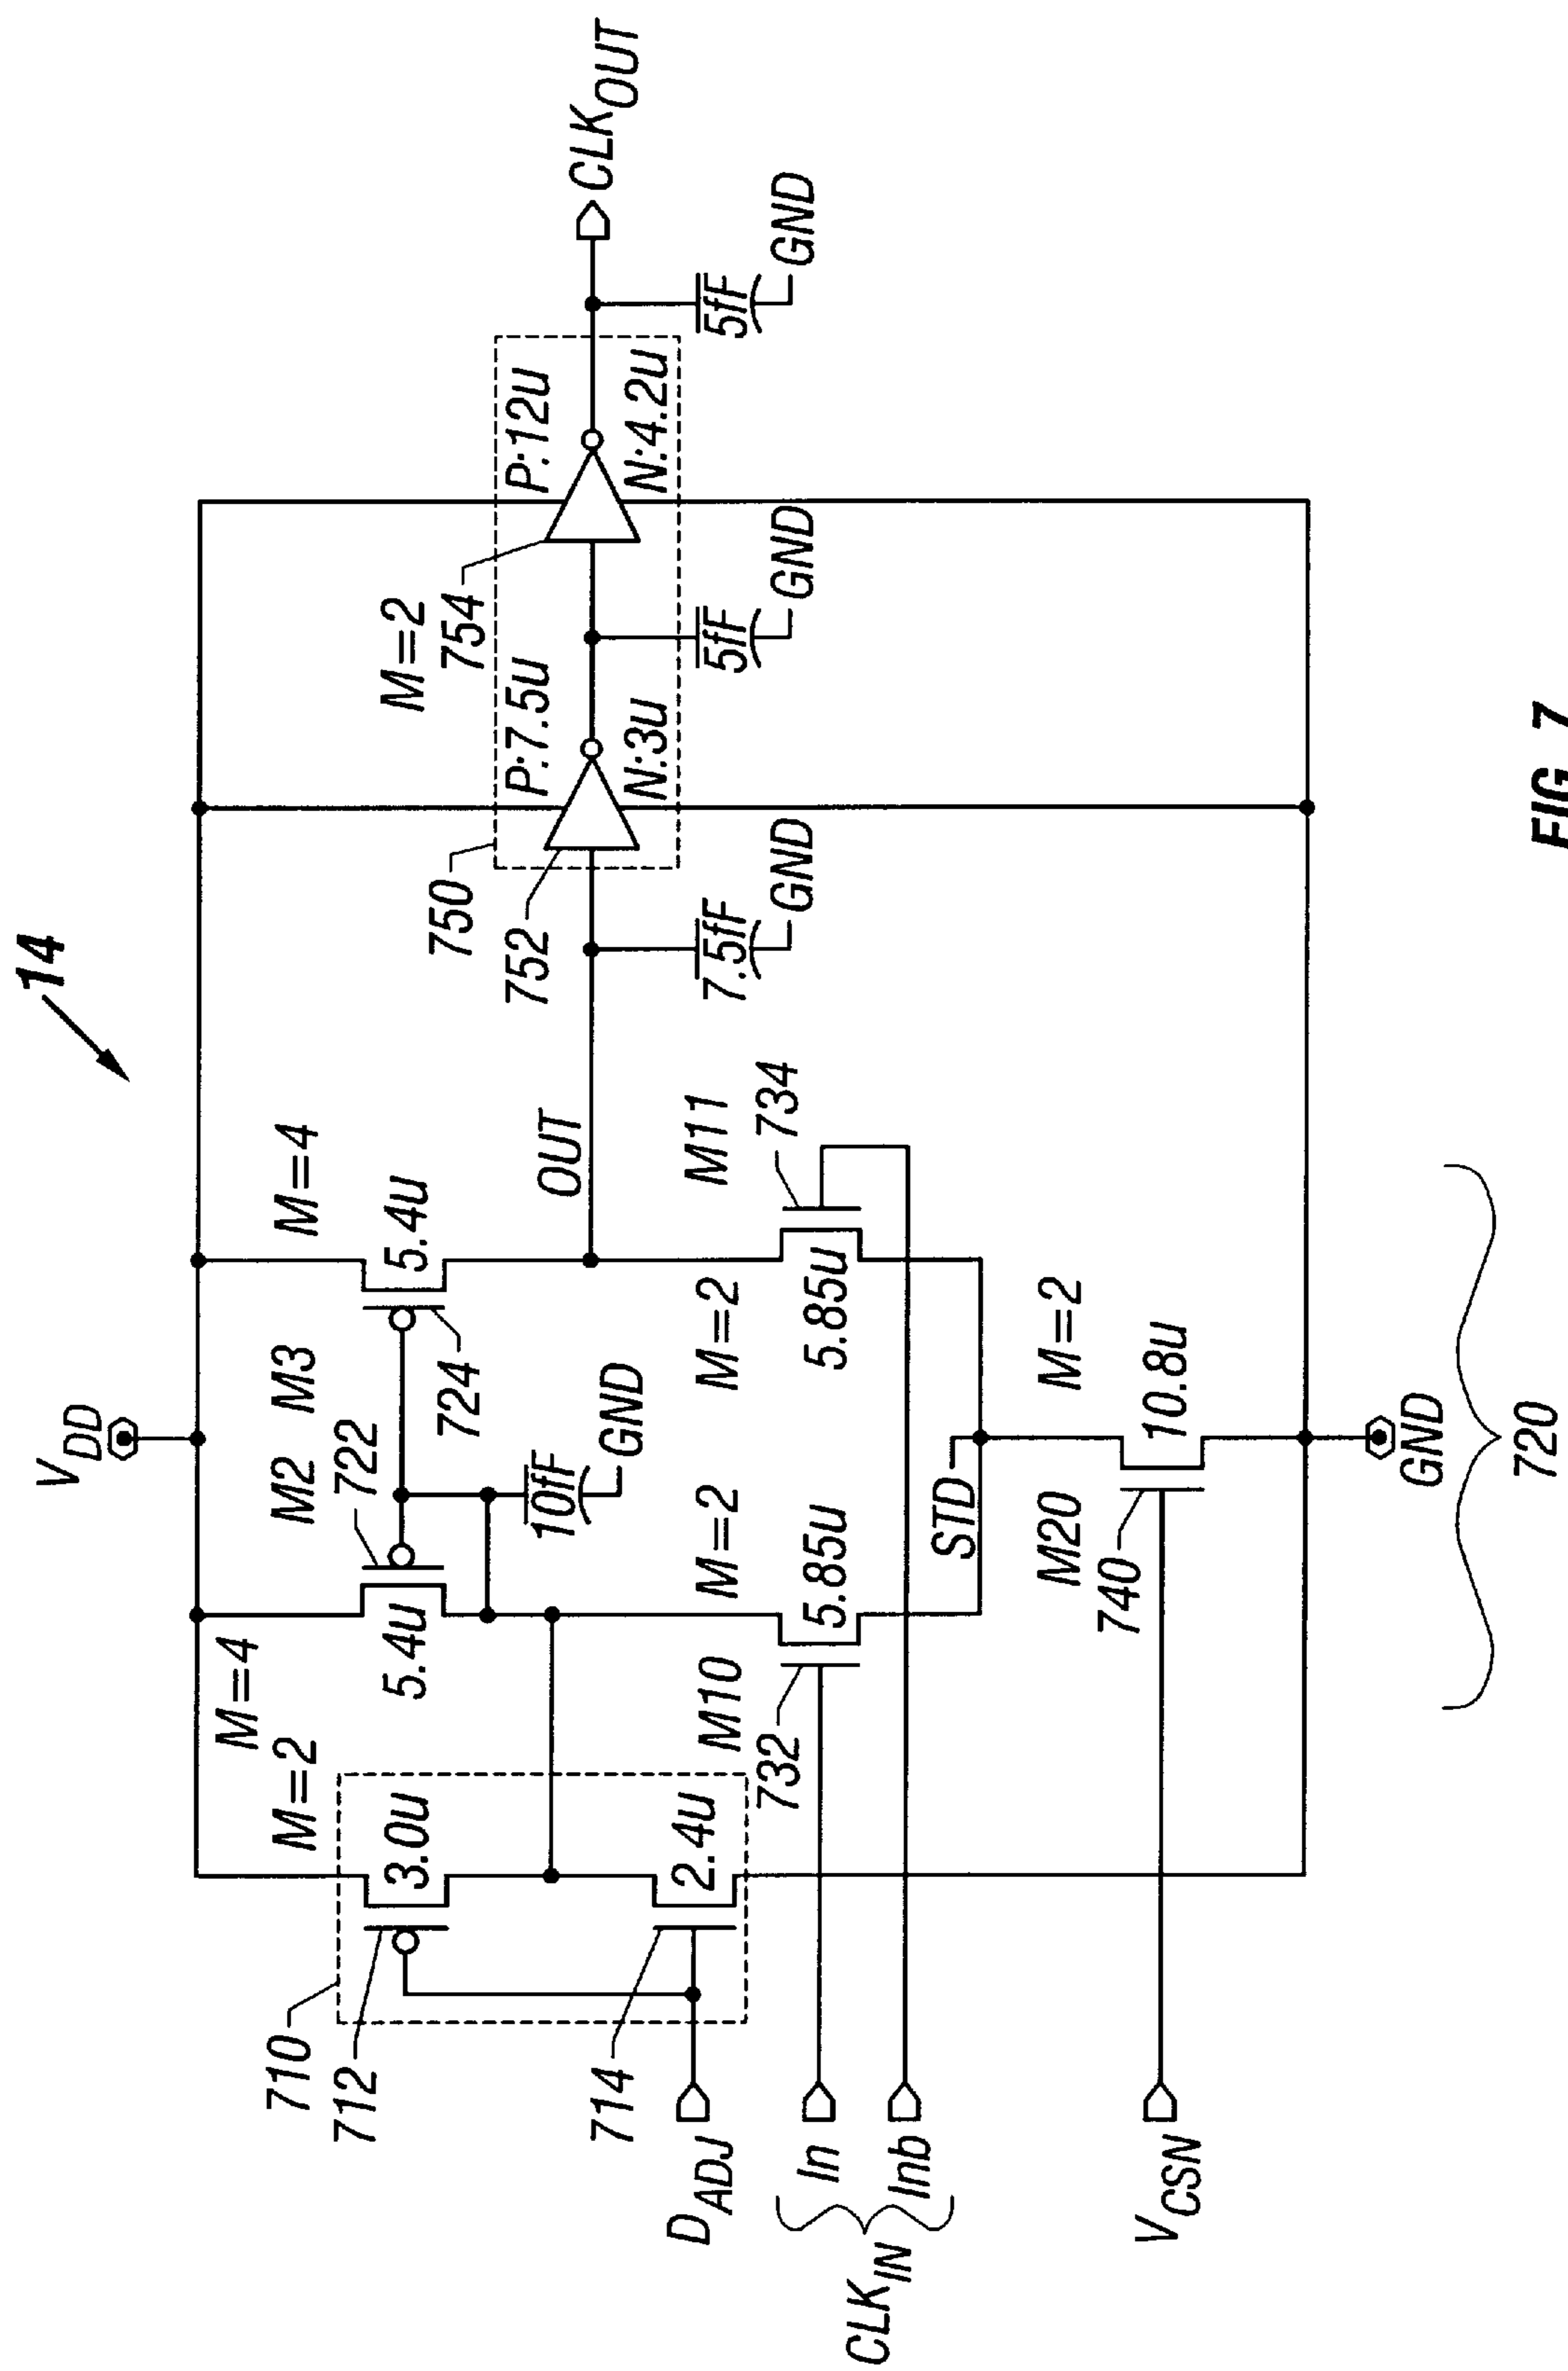 14
V_DD
M=4
M=2
M=4
M2
M3
722
710
712
3.0u
5.4u
5.4u
724
10fF
GND
OUT
750
752
P:7.5u
N:3u
M=2
754
P:12u
N:4.2u
CLK_OUT
7.5fF
GND
5fF
GND
5fF
GND
714
2.4u
D_ADJ
M10
732
M=2
5.85u
M=2
5.85u
M11
734
In
Inb
CLK_IN
STD
M20
740
M=2
10.8u
V_CSN
GND
720
FIG. 7